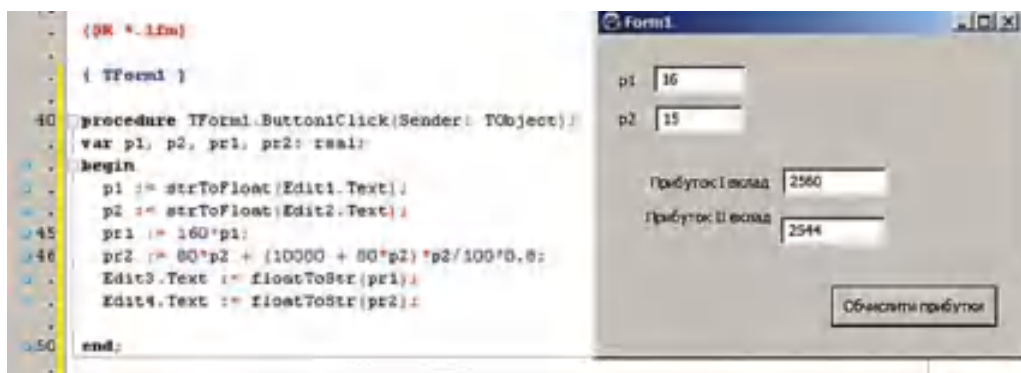 {$R *.lfm}
{ TForm1 }
40 procedure TForm1.Button1Click(Sender: TObject);
var p1, p2, pr1, pr2: real;
begin
p1 := strToFloat(Edit1.Text);
p2 := strToFloat(Edit2.Text);
45 pr1 := 160*p1;
46 pr2 := 80*p2 + (10000 + 80*p2)*p2/100*0.8;
Edit3.Text := floatToStr(pr1);
Edit4.Text := floatToStr(pr2);
50 end;
Form1
p1 16
p2 15
Прибуток I вклад 2560
Прибуток II вклад 2544
Обчислити прибутки